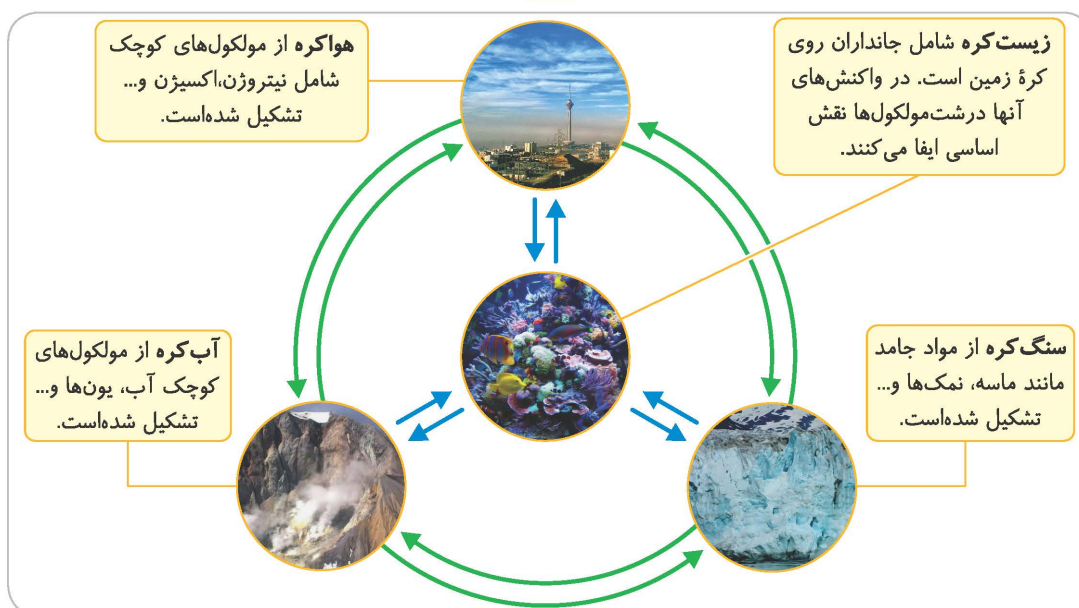 هواکره از مولکول‌های کوچک
شامل نیتروژن،اکسیژن و...
تشکیل شده‌است.
زیست‌کره شامل جانداران روی
کرهٔ زمین است. در واکنش‌های
آنها درشت‌مولکول‌ها نقش
اساسی ایفا می‌کنند.
آب‌کره از مولکول‌های
کوچک آب، یون‌ها و...
تشکیل شده‌است.
سنگ‌کره از مواد جامد
مانند ماسه، نمک‌ها و...
تشکیل شده‌است.